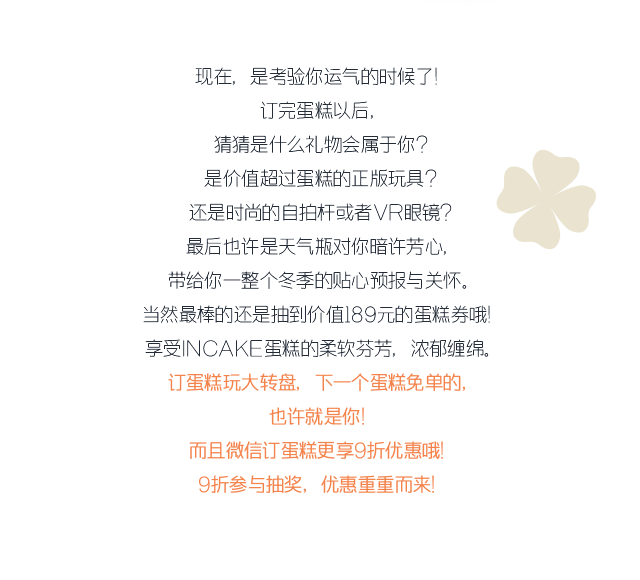 现在，是考验你运气的时候了!
订完蛋糕以后，
猜猜是什么礼物会属于你?
是价值超过蛋糕的正版玩具?
还是时尚的自拍杆或者VR眼镜?
最后也许是天气瓶对你暗许芳心，
带给你一整个冬季的贴心预报与关怀。
当然最棒的还是抽到价值189元的蛋糕券哦!
享受INCAKE蛋糕的柔软芬芳，浓郁缠绵。
订蛋糕玩大转盘，下一个蛋糕免单的，
也许就是你!
而且微信订蛋糕更享9折优惠哦!
9折参与抽奖，优惠重重而来!